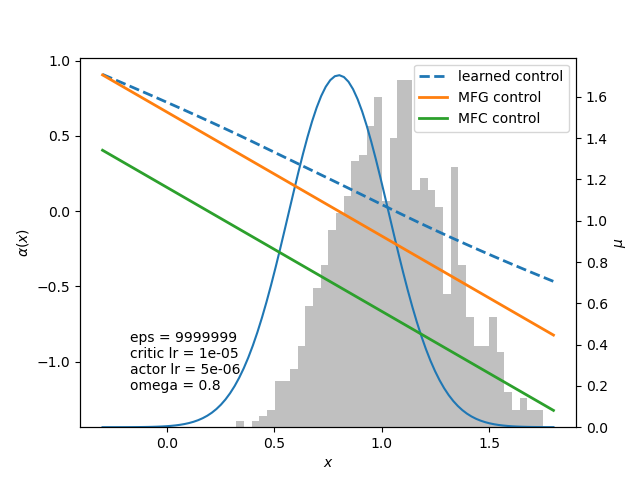 learned control
MFG control
MFC control
1.0
0.5
0.0
−0.5
−1.0
α(x)
1.6
1.4
1.2
1.0
0.8
0.6
0.4
0.2
0.0
μ
eps = 9999999
critic lr = 1e-05
actor lr = 5e-06
omega = 0.8
0.0
0.5
1.0
1.5
x